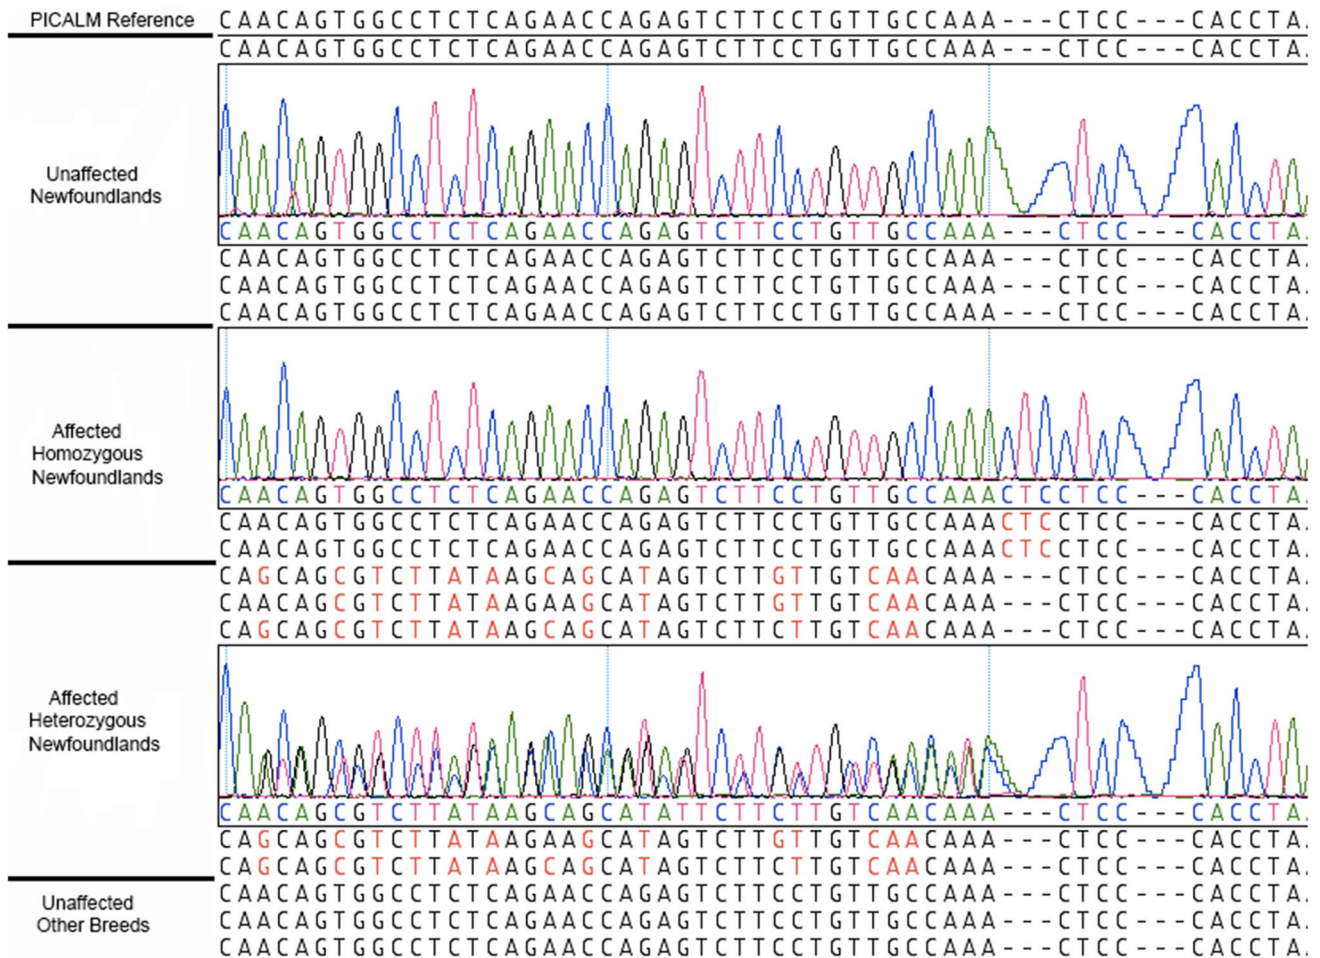 PICALM Reference CAACAGTGGCCTCTCAGAACCAGAGTCTTCCTGTTGCCAAA---CTCC---CACCTA.
CAACAGTGGCCTCTCAGAACCAGAGTCTTCCTGTTGCCAAA---CTCC---CACCTA.
Unaffected
Newfoundlands
CAACAGTGGCCTCTCAGAACCAGAGTCTTCCTGTTGCCAAA---CTCC---CACCTA.
CAACAGTGGCCTCTCAGAACCAGAGTCTTCCTGTTGCCAAA---CTCC---CACCTA.
CAACAGTGGCCTCTCAGAACCAGAGTCTTCCTGTTGCCAAA---CTCC---CACCTA.
CAACAGTGGCCTCTCAGAACCAGAGTCTTCCTGTTGCCAAA---CTCC---CACCTA.
Affected
Homozygous
Newfoundlands
CAACAGTGGCCTCTCAGAACCAGAGTCTTCCTGTTGCCAAACTCCTCC---CACCTA.
CAACAGTGGCCTCTCAGAACCAGAGTCTTCCTGTTGCCAAACTCCTCC---CACCTA.
CAACAGTGGCCTCTCAGAACCAGAGTCTTCCTGTTGCCAAACTCCTCC---CACCTA.
CAGCAGCGTCTTATAAGCAGCATAGTCTTGTTGTCAACAAA---CTCC---CACCTA.
CAACAGCGTCTTATAAGAAGCATAGTCTTGTTGTCAACAAA---CTCC---CACCTA.
CAGCAGCGTCTTATAAGCAGCATAGTCTTCTTGTCAACAAA---CTCC---CACCTA.
Affected
Heterozygous
Newfoundlands
CAACAGCGTCTTATAAGCAGCATATTCTTCTTGTCAACAAA---CTCC---CACCTA.
CAGCAGCGTCTTATAAGAAGCATAGTCTTGTTGTCAACAAA---CTCC---CACCTA.
CAGCAGCGTCTTATAAGCAGCATAGTCTTCTTGTCAACAAA---CTCC---CACCTA.
Unaffected
Other Breeds
CAACAGTGGCCTCTCAGAACCAGAGTCTTCCTGTTGCCAAA---CTCC---CACCTA.
CAACAGTGGCCTCTCAGAACCAGAGTCTTCCTGTTGCCAAA---CTCC---CACCTA.
CAACAGTGGCCTCTCAGAACCAGAGTCTTCCTGTTGCCAAA---CTCC---CACCTA.